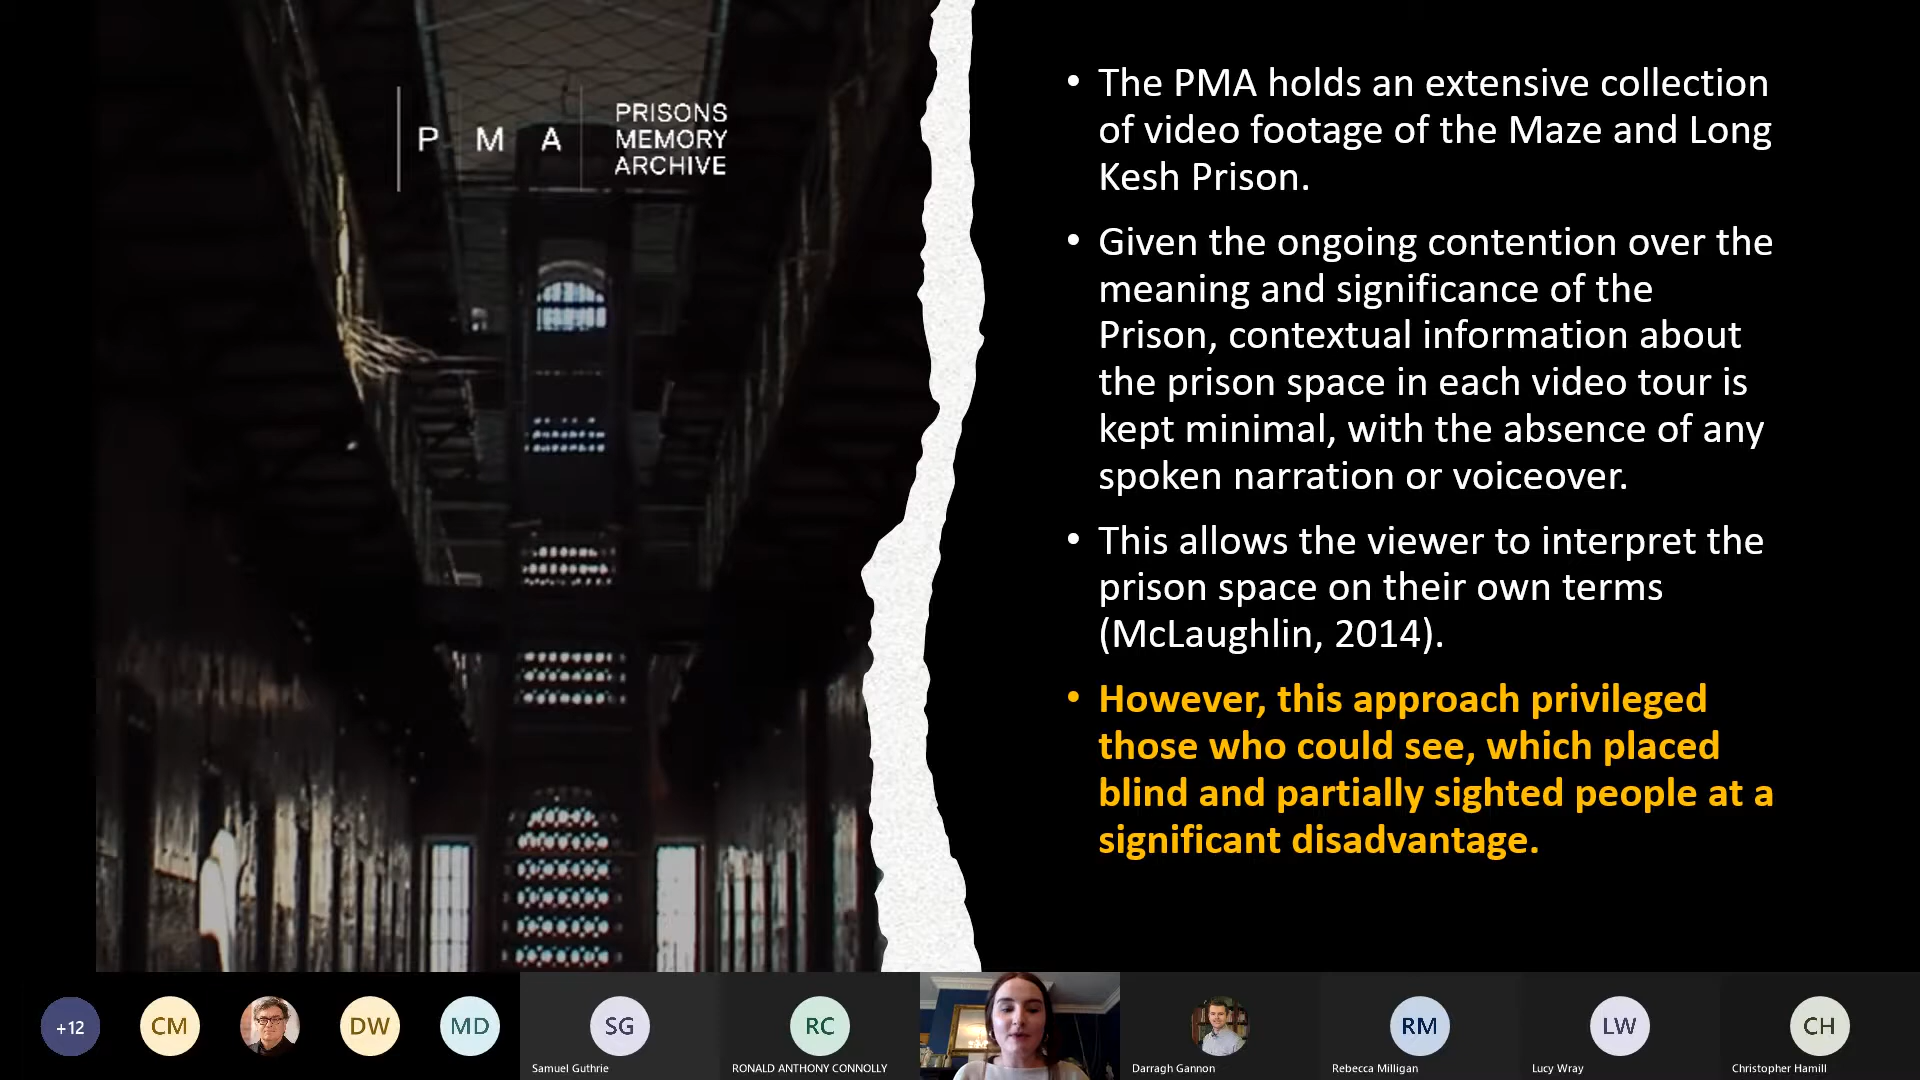 P M A
PRISONS
MEMORY
ARCHIVE
• The PMA holds an extensive collection
of video footage of the Maze and Long
Kesh Prison.
• Given the ongoing contention over the
meaning and significance of the
Prison, contextual information about
the prison space in each video tour is
kept minimal, with the absence of any
spoken narration or voiceover.
• This allows the viewer to interpret the
prison space on their own terms
(McLaughlin, 2014).
• However, this approach privileged
those who could see, which placed
blind and partially sighted people at a
significant disadvantage.
+12
CM
DW
MD
SG
Samuel Guthrie
RC
RONALD ANTHONY CONNOLLY
Darragh Gannon
RM
Rebecca Milligan
LW
Lucy Wray
CH
Christopher Hamill